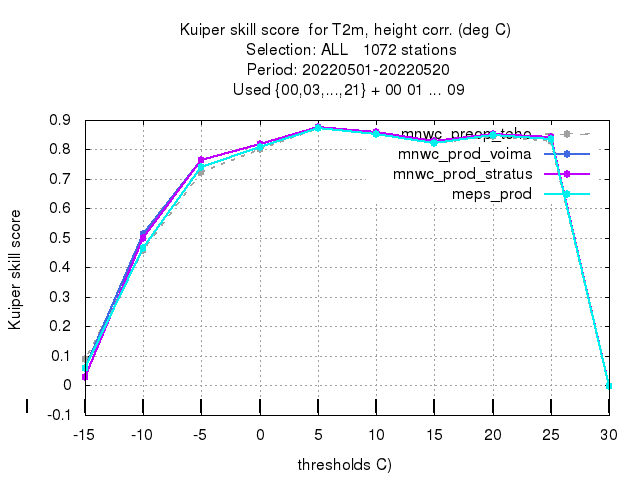 Kuiper skill score for T2m, height corr. (deg C)
Selection: ALL 1072 stations
Period: 20220501-20220520
Used {00,03,...,21} + 00 01 ... 09
mnwc_preop_teho
mnwc_prod_voima
mnwc_prod_stratus
meps_prod
Kuiper skill score
0.9
0.8
0.7
0.6
0.5
0.4
0.3
0.2
0.1
0
-0.1
-15
-10
-5
0
5
10
15
20
25
30
thresholds C)